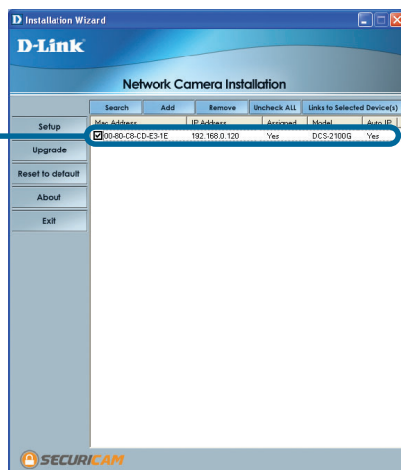 D Installation Wizard
D-Link
Network Camera Installation
Search Add Remove Uncheck ALL Links to Selected Device(s)
Mac Address IP Address Assigned Model Auto IP
00-80-C8-CD-E3-1E 192.168.0.120 Yes DCS-2100G Yes
Setup
Upgrade
Reset to default
About
Exit
SECURICAM